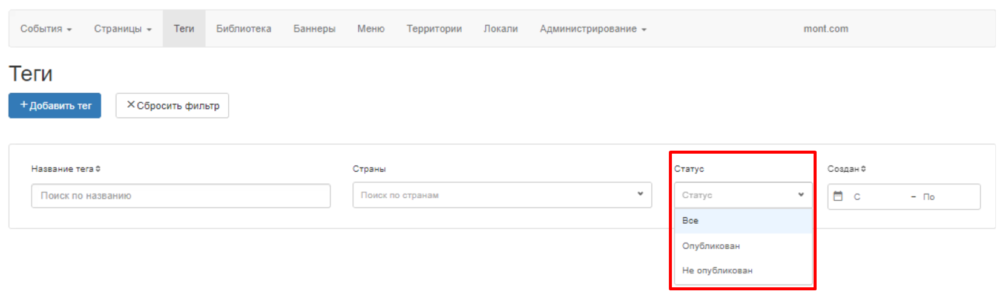 События Страницы Теги Библиотека Баннеры Меню Территории Локали Администрирование mont.com
Теги
+ Добавить тег × Сбросить фильтр
Название тега Страны Статус Создан
Поиск по названию Поиск по странам Статус С – По
Все
Опубликован
Не опубликован